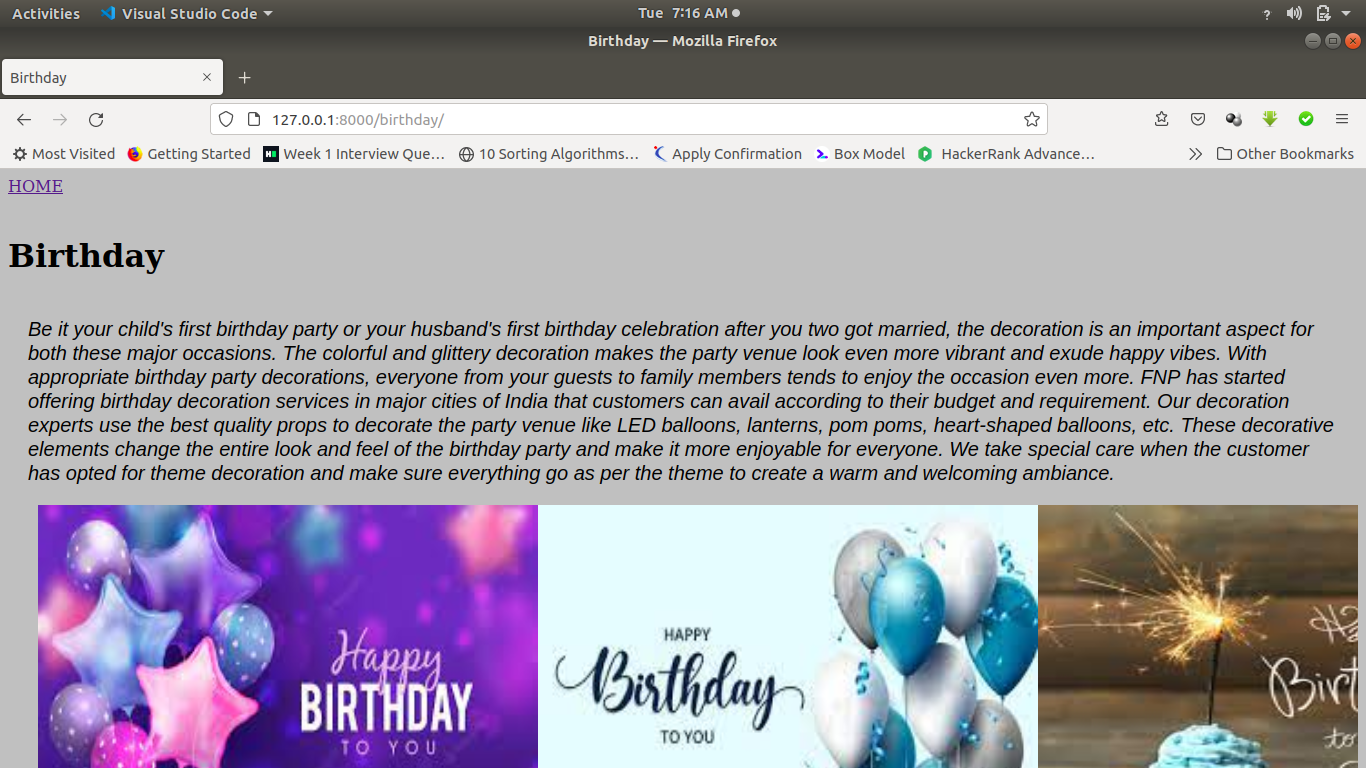 Activities Visual Studio Code Tue 7:16 AM ?
Birthday — Mozilla Firefox
Birthday
127.0.0.1:8000/birthday/
Most Visited Getting Started Week 1 Interview Que… 10 Sorting Algorithms… Apply Confirmation Box Model HackerRank Advance… Other Bookmarks
HOME
Birthday
Be it your child's first birthday party or your husband's first birthday celebration after you two got married, the decoration is an important aspect for
both these major occasions. The colorful and glittery decoration makes the party venue look even more vibrant and exude happy vibes. With
appropriate birthday party decorations, everyone from your guests to family members tends to enjoy the occasion even more. FNP has started
offering birthday decoration services in major cities of India that customers can avail according to their budget and requirement. Our decoration
experts use the best quality props to decorate the party venue like LED balloons, lanterns, pom poms, heart-shaped balloons, etc. These decorative
elements change the entire look and feel of the birthday party and make it more enjoyable for everyone. We take special care when the customer
has opted for theme decoration and make sure everything go as per the theme to create a warm and welcoming ambiance.
Happy
BIRTHDAY
TO YOU
HAPPY
Birthday
TO YOU
Ha
Birt
to